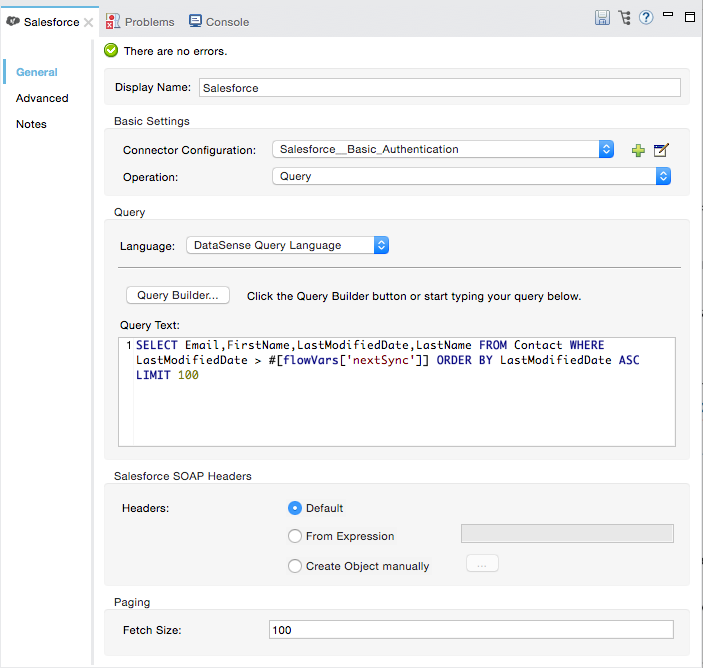 Salesforce
Problems
Console
There are no errors.
General
Advanced
Notes
Display Name: Salesforce
Basic Settings
Connector Configuration: Salesforce__Basic_Authentication
Operation: Query
Query
Language: DataSense Query Language
Query Builder... Click the Query Builder button or start typing your query below.
Query Text:
1 SELECT Email,FirstName,LastModifiedDate,LastName FROM Contact WHERE
LastModifiedDate > #[flowVars['nextSync']] ORDER BY LastModifiedDate ASC
LIMIT 100
Salesforce SOAP Headers
Headers: Default
From Expression
Create Object manually ...
Paging
Fetch Size: 100